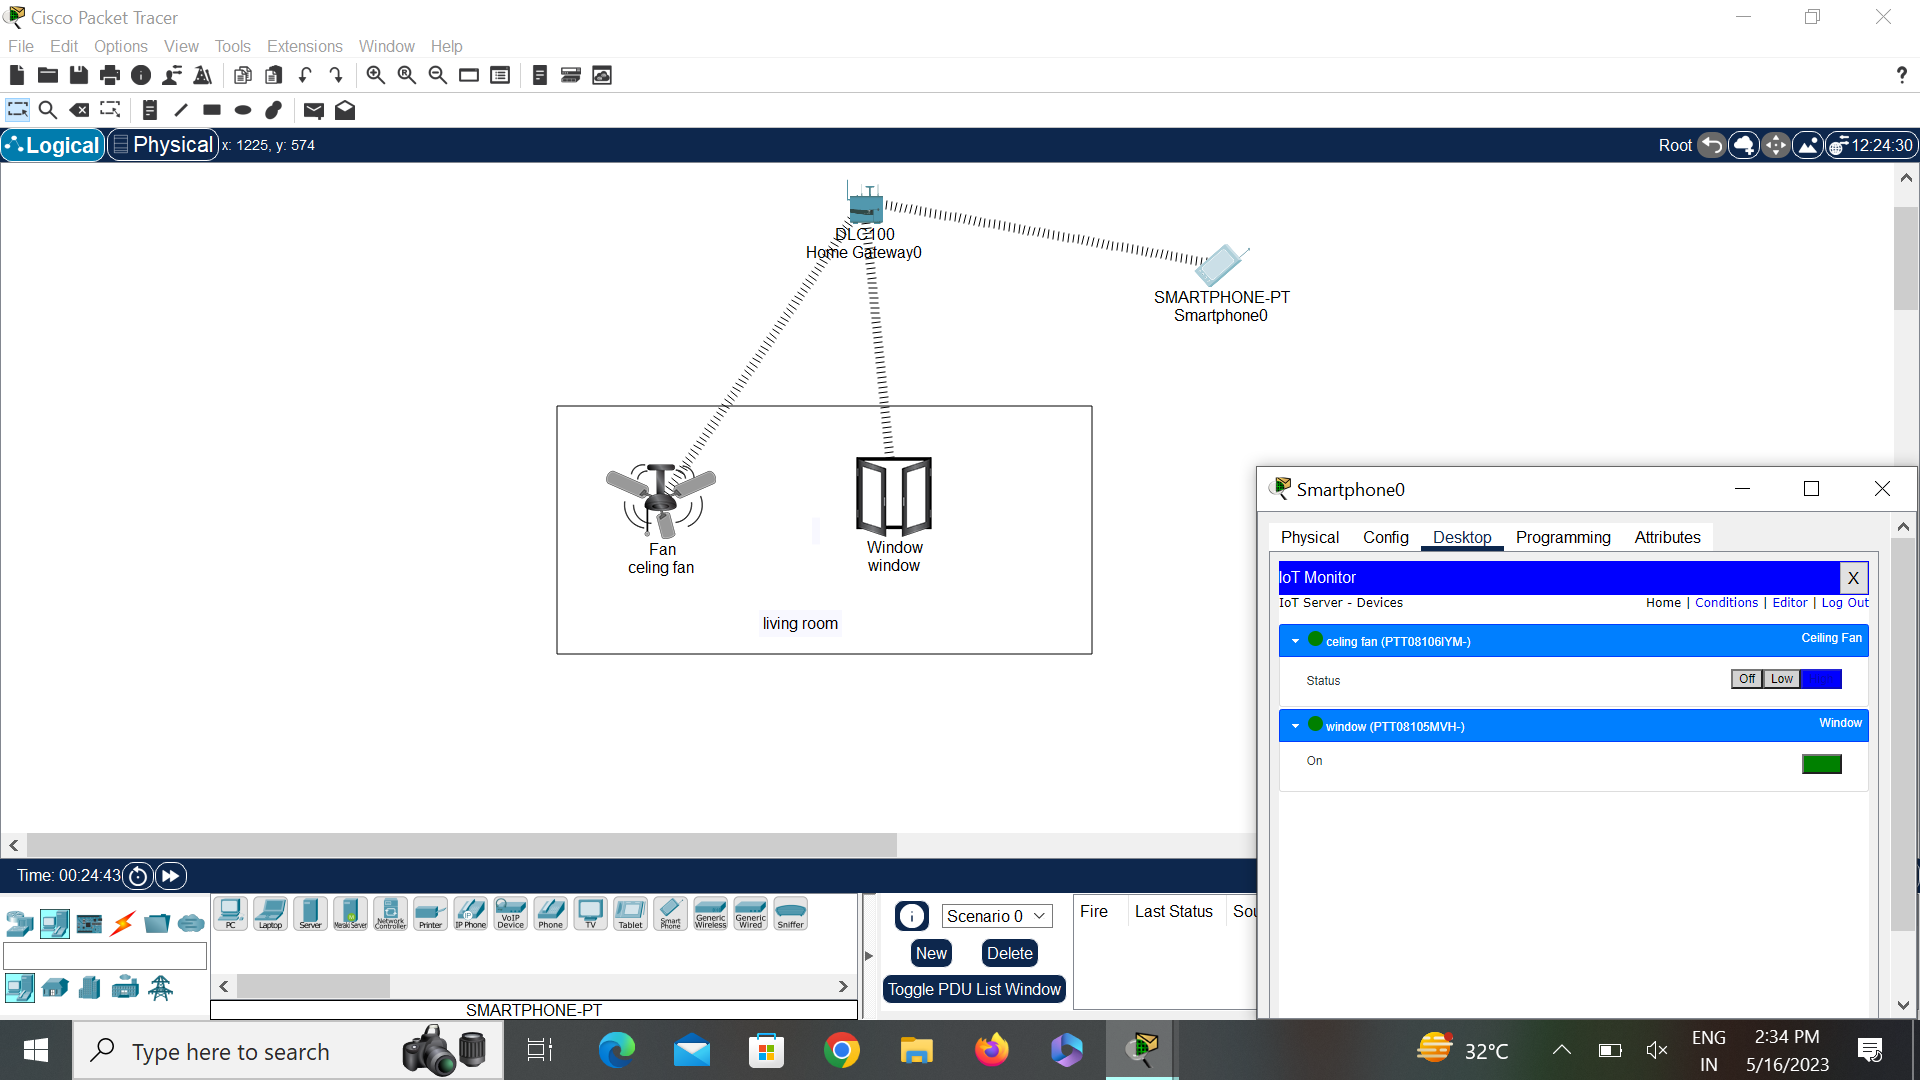 Cisco Packet Tracer
File Edit Options View Tools Extensions Window Help
?
Logical Physical x: 1225, y: 574 Root 12:24:30
DLC100
Home Gateway0
SMARTPHONE-PT
Smartphone0
Fan
celing fan
Window
window
living room
Smartphone0
Physical Config Desktop Programming Attributes
IoT Monitor X
IoT Server - Devices Home | Conditions | Editor | Log Out
celing fan (PTT08106IYM-) Ceiling Fan
Status Off Low
window (PTT08105MVH-) Window
On
Time: 00:24:43
PC Laptop Server Meraki Server Network Controller Printer IP Phone VoIP Device Phone TV Tablet Smart Phone Generic Wireless Generic Wired Sniffer
SMARTPHONE-PT
Scenario 0
New Delete
Toggle PDU List Window
Fire Last Status Sou
Type here to search
32°C
ENG
IN
2:34 PM
5/16/2023